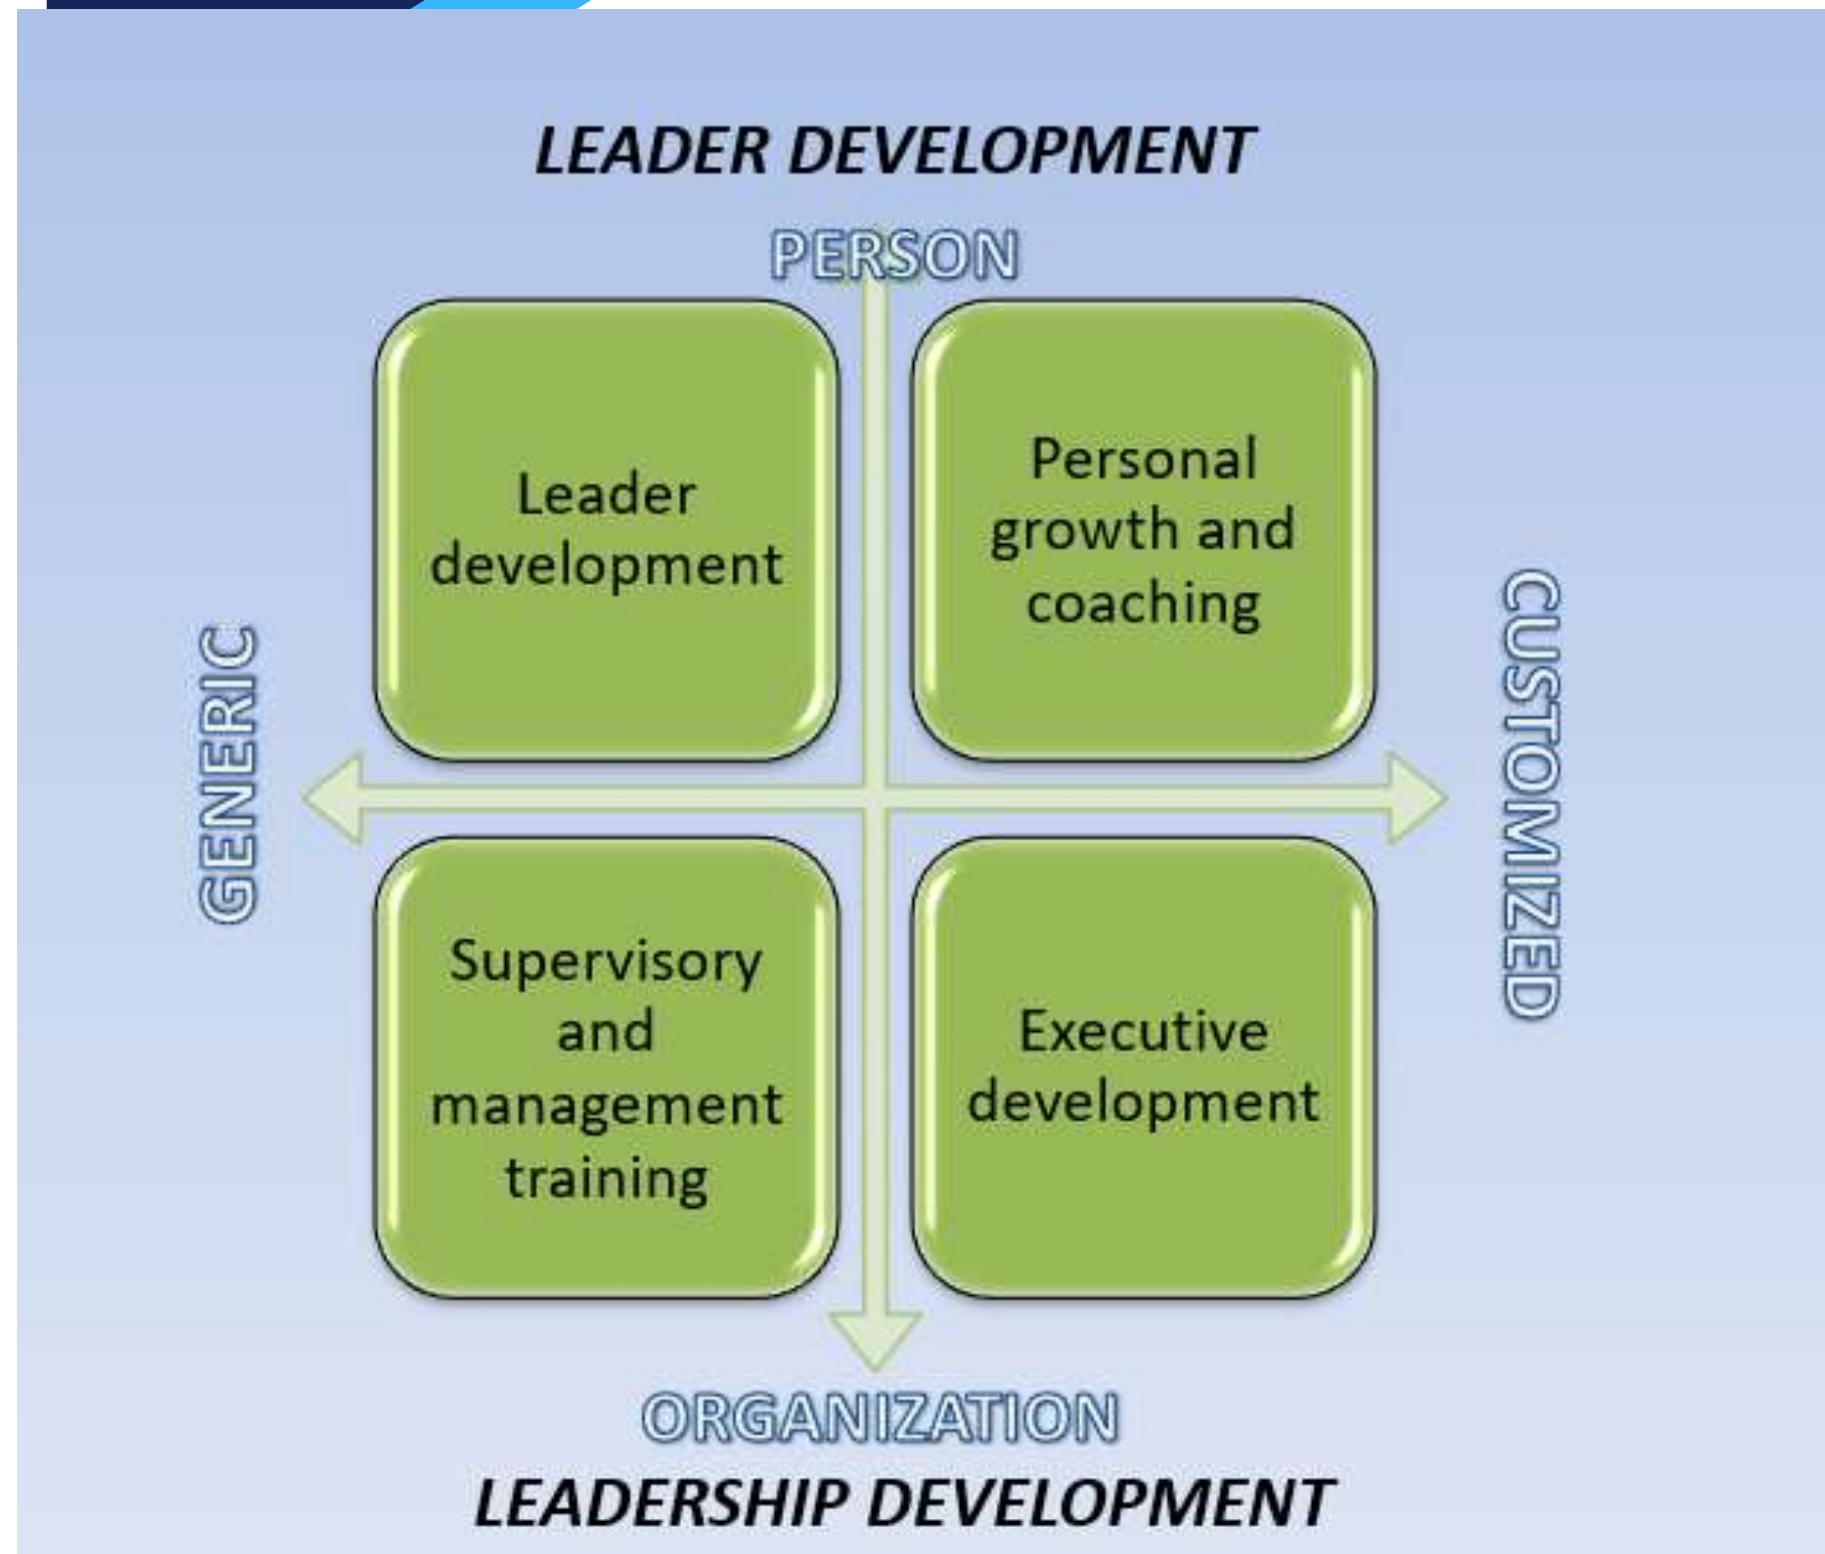 LEADER DEVELOPMENT
PERSON
Leader
development
Personal
growth and
coaching
GENERIC
CUSTOMIZED
Supervisory
and
management
training
Executive
development
ORGANIZATION
LEADERSHIP DEVELOPMENT